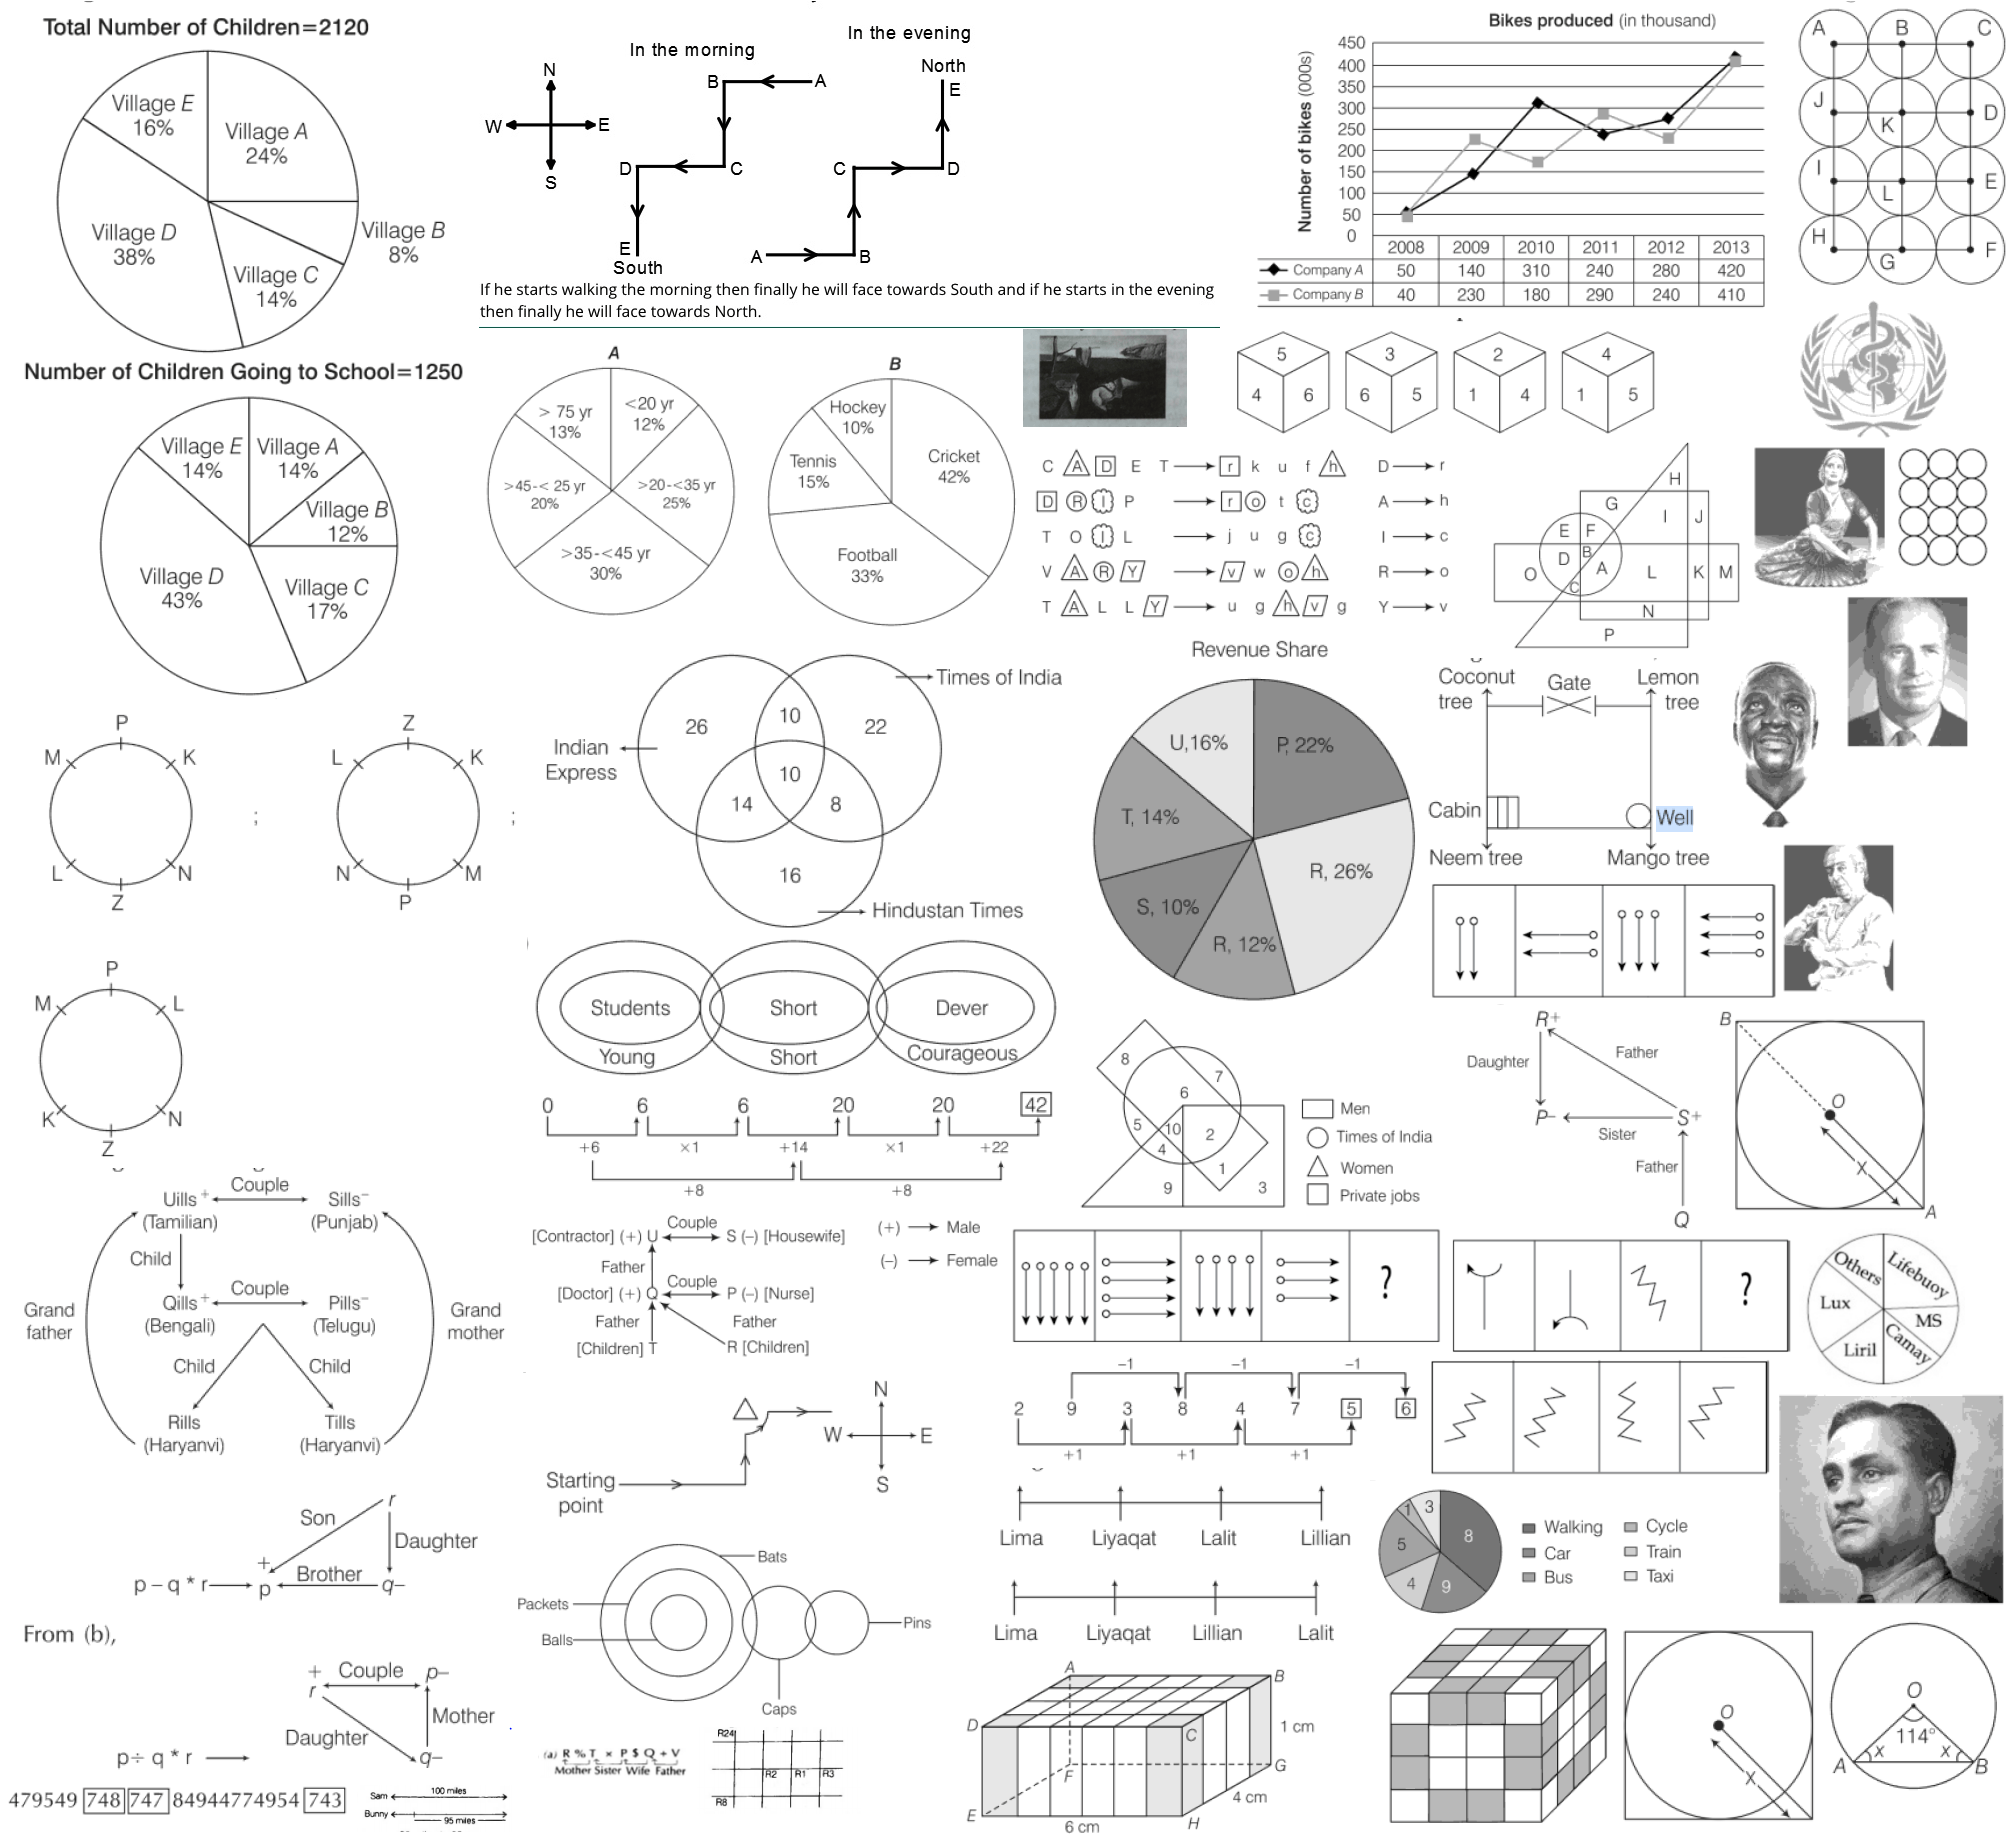 Total Number of Children=2120
Village E
16%
Village A
24%
Village D
38%
Village B
8%
Village C
14%
Number of Children Going to School=1250
Village E
14%
Village A
14%
Village B
12%
Village D
43%
Village C
17%
In the morning
In the evening
N
W
E
S
B
A
D
C
E
South
North
E
C
D
A
B
If he starts walking the morning then finally he will face towards South and if he starts in the evening
then finally he will face towards North.
Bikes produced (in thousand)
Number of bikes (000s)
450
400
350
300
250
200
150
100
50
0
2008 2009 2010 2011 2012 2013
Company A 50 140 310 240 280 420
Company B 40 230 180 290 240 410
A B C
J K D
I L E
H G F
A
> 75 yr
13%
<20 yr
12%
>45-< 25 yr
20%
>20-<35 yr
25%
>35-<45 yr
30%
B
Hockey
10%
Cricket
42%
Tennis
15%
Football
33%
5 4 6
3 6 5
2 1 4
4 1 5
C A D E T r k u f h D r
D R I P r o t c A h
T O I L j u g c I c
V A R Y v w o h R o
T A L L Y u g h v g Y v
H
G
I J
E F
D B
O C A L K M
N
P
P
M K
L N
Z
;
Z
L K
N M
P
;
P
M L
K N
Z
Times of India
Indian
Express
26 10 22
10
14 8
16
Hindustan Times
Revenue Share
U,16%
P, 22%
T, 14%
R, 26%
S, 10%
R, 12%
Coconut
tree
Gate
Lemon
tree
Cabin
Well
Neem tree
Mango tree
Students Short Dever
Young Short Courageous
0 6 6 20 20 42
+6 ×1 +14 ×1 +22
+8 +8
8
7
6
5 10 2
4
1
9 3
Men
Times of India
Women
Private jobs
R+
Daughter
Father
P−
S+
Sister
Father
Q
B
O
X
A
Uills+ Couple Sills−
(Tamilian) (Punjab)
Child
Qills+ Couple Pills−
(Bengali) (Telugu)
Grand
father
Grand
mother
Child Child
Rills Tills
(Haryanvi) (Haryanvi)
[Contractor] (+) U Couple S (−) [Housewife]
Father
[Doctor] (+) Q Couple P (−) [Nurse]
Father Father
[Children] T R [Children]
(+) Male
(−) Female
?
?
Others
Lifebuoy
Lux
MS
Liril
Camay
−1 −1 −1
2 9 3 8 4 7 5 6
+1 +1 +1
Starting
point
N
W E
S
Lima Liyaqat Lalit Lillian
Lima Liyaqat Lillian Lalit
1 3
8
5
4 9
Walking Cycle
Car Train
Bus Taxi
r
Son
Daughter
+
p − q * r p Brother q−
From (b),
+ Couple p−
r
Mother
Daughter
p÷ q * r q−
479549 748 747 84944774954 743
100 miles
Sam
Bunny
95 miles
Bats
Packets
Balls
Pins
Caps
(a) R % T × P $ Q + V
Mother Sister Wife Father
R24
R2 R1 R3
R8
A
B
D
C
1 cm
F
G
4 cm
E
H
6 cm
O
X
O
114°
x x
A B